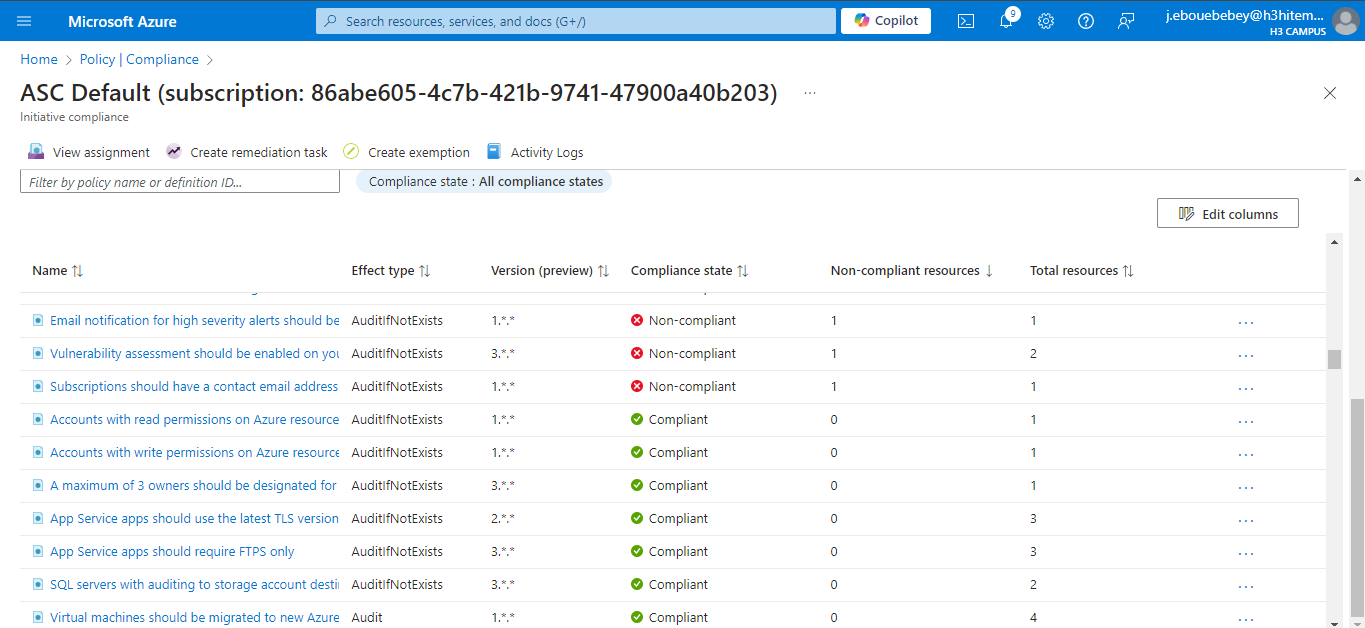 Microsoft Azure
Search resources, services, and docs (G+/)
Copilot
9
j.ebouebebey@h3hitem...
H3 CAMPUS
Home > Policy | Compliance >
ASC Default (subscription: 86abe605-4c7b-421b-9741-47900a40b203) ...
Initiative compliance
View assignment Create remediation task Create exemption Activity Logs
Filter by policy name or definition ID... Compliance state : All compliance states
Edit columns
Name Effect type Version (preview) Compliance state Non-compliant resources Total resources
Email notification for high severity alerts should be AuditIfNotExists 1.*.* Non-compliant 1 1 ...
Vulnerability assessment should be enabled on you AuditIfNotExists 3.*.* Non-compliant 1 2 ...
Subscriptions should have a contact email address AuditIfNotExists 1.*.* Non-compliant 1 1 ...
Accounts with read permissions on Azure resource AuditIfNotExists 1.*.* Compliant 0 1 ...
Accounts with write permissions on Azure resource AuditIfNotExists 1.*.* Compliant 0 1 ...
A maximum of 3 owners should be designated for AuditIfNotExists 3.*.* Compliant 0 1 ...
App Service apps should use the latest TLS version AuditIfNotExists 2.*.* Compliant 0 3 ...
App Service apps should require FTPS only AuditIfNotExists 3.*.* Compliant 0 3 ...
SQL servers with auditing to storage account desti AuditIfNotExists 3.*.* Compliant 0 2 ...
Virtual machines should be migrated to new Azure Audit 1.*.* Compliant 0 4 ...